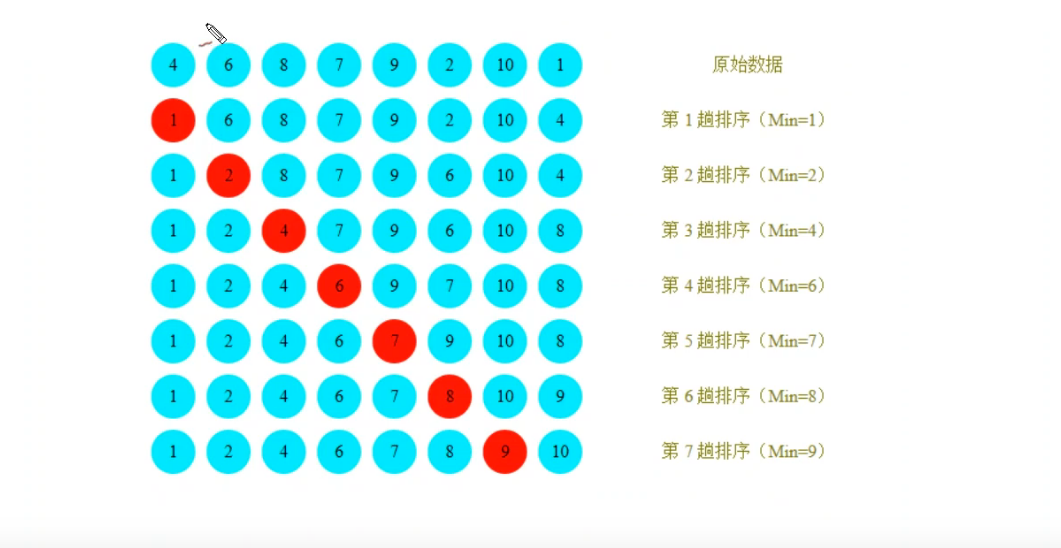 4 6 8 7 9 2 10 1 原始数据
1 6 8 7 9 2 10 4 第 1 趟排序（Min=1）
1 2 8 7 9 6 10 4 第 2 趟排序（Min=2）
1 2 4 7 9 6 10 8 第 3 趟排序（Min=4）
1 2 4 6 9 7 10 8 第 4 趟排序（Min=6）
1 2 4 6 7 9 10 8 第 5 趟排序（Min=7）
1 2 4 6 7 8 10 9 第 6 趟排序（Min=8）
1 2 4 6 7 8 9 10 第 7 趟排序（Min=9）